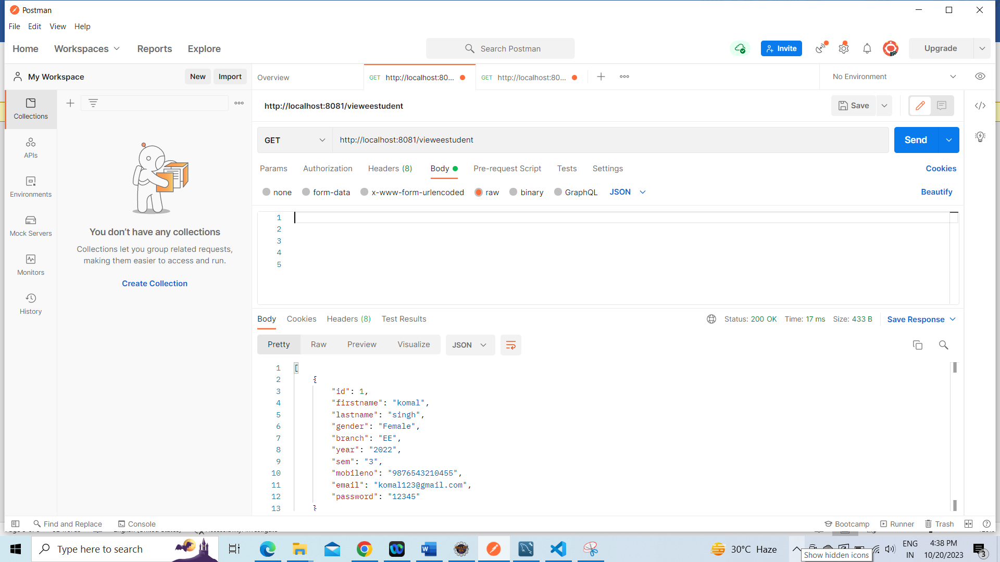 Postman
File Edit View Help
Home Workspaces Reports Explore
Search Postman
Invite
Upgrade
My Workspace
New Import
Overview
GET http://localhost:80...
GET http://localhost:80...
No Environment
Collections
APIs
Environments
Mock Servers
Monitors
History
You don't have any collections
Collections let you group related requests,
making them easier to access and run.
Create Collection
http://localhost:8081/vieweestudent
Save
GET http://localhost:8081/vieweestudent
Send
Params Authorization Headers (8) Body Pre-request Script Tests Settings
Cookies
none form-data x-www-form-urlencoded raw binary GraphQL JSON
Beautify
1
2
3
4
5
Body Cookies Headers (8) Test Results
Status: 200 OK Time: 17 ms Size: 433 B Save Response
Pretty Raw Preview Visualize JSON
1 [
2 {
3 "id": 1,
4 "firstname": "komal",
5 "lastname": "singh",
6 "gender": "Female",
7 "branch": "EE",
8 "year": "2022",
9 "sem": "3",
10 "mobileno": "9876543210455",
11 "email": "komal123@gmail.com",
12 "password": "12345"
13 }
Find and Replace Console
Bootcamp Runner Trash
Type here to search
30°C Haze
Show hidden icons
ENG
IN
4:38 PM
10/20/2023
3